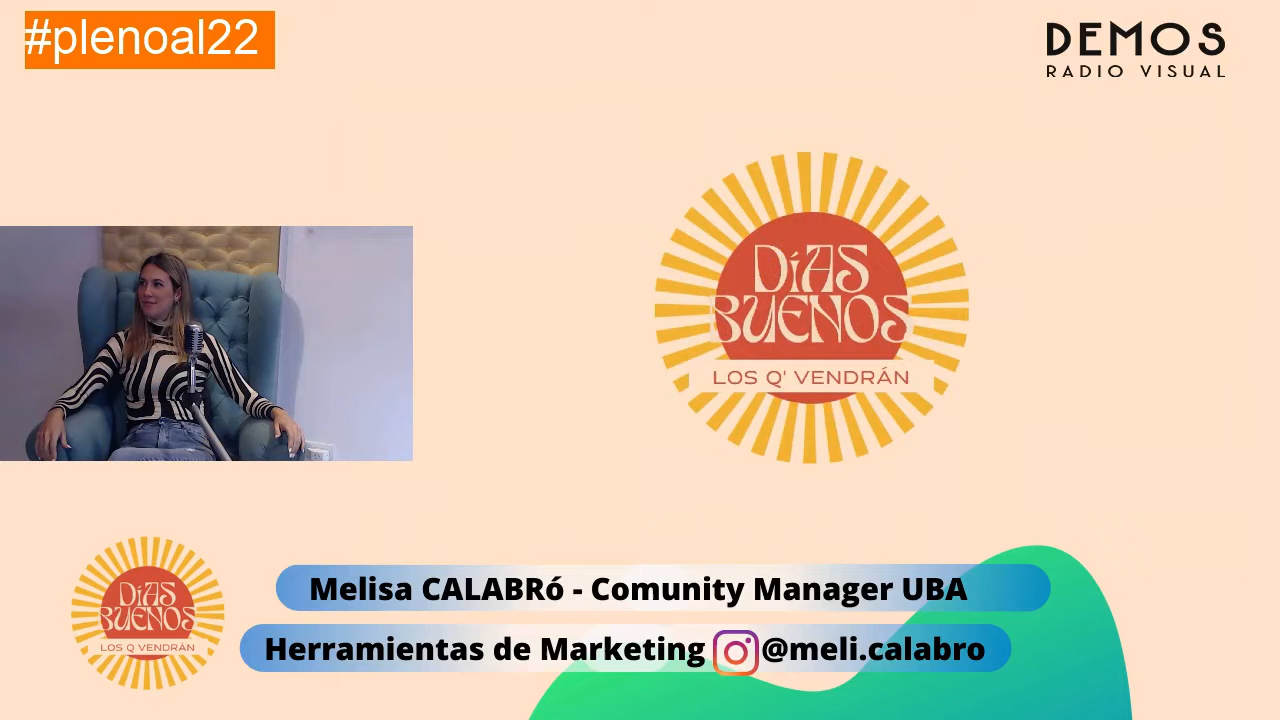 #plenoal22
DEMOS
RADIO VISUAL
DíAS
BUENOS
LOS Q' VENDRÁN
DíAS
BUENOS
LOS Q VENDRÁN
Melisa CALABRó - Comunity Manager UBA
Herramientas de Marketing @meli.calabro